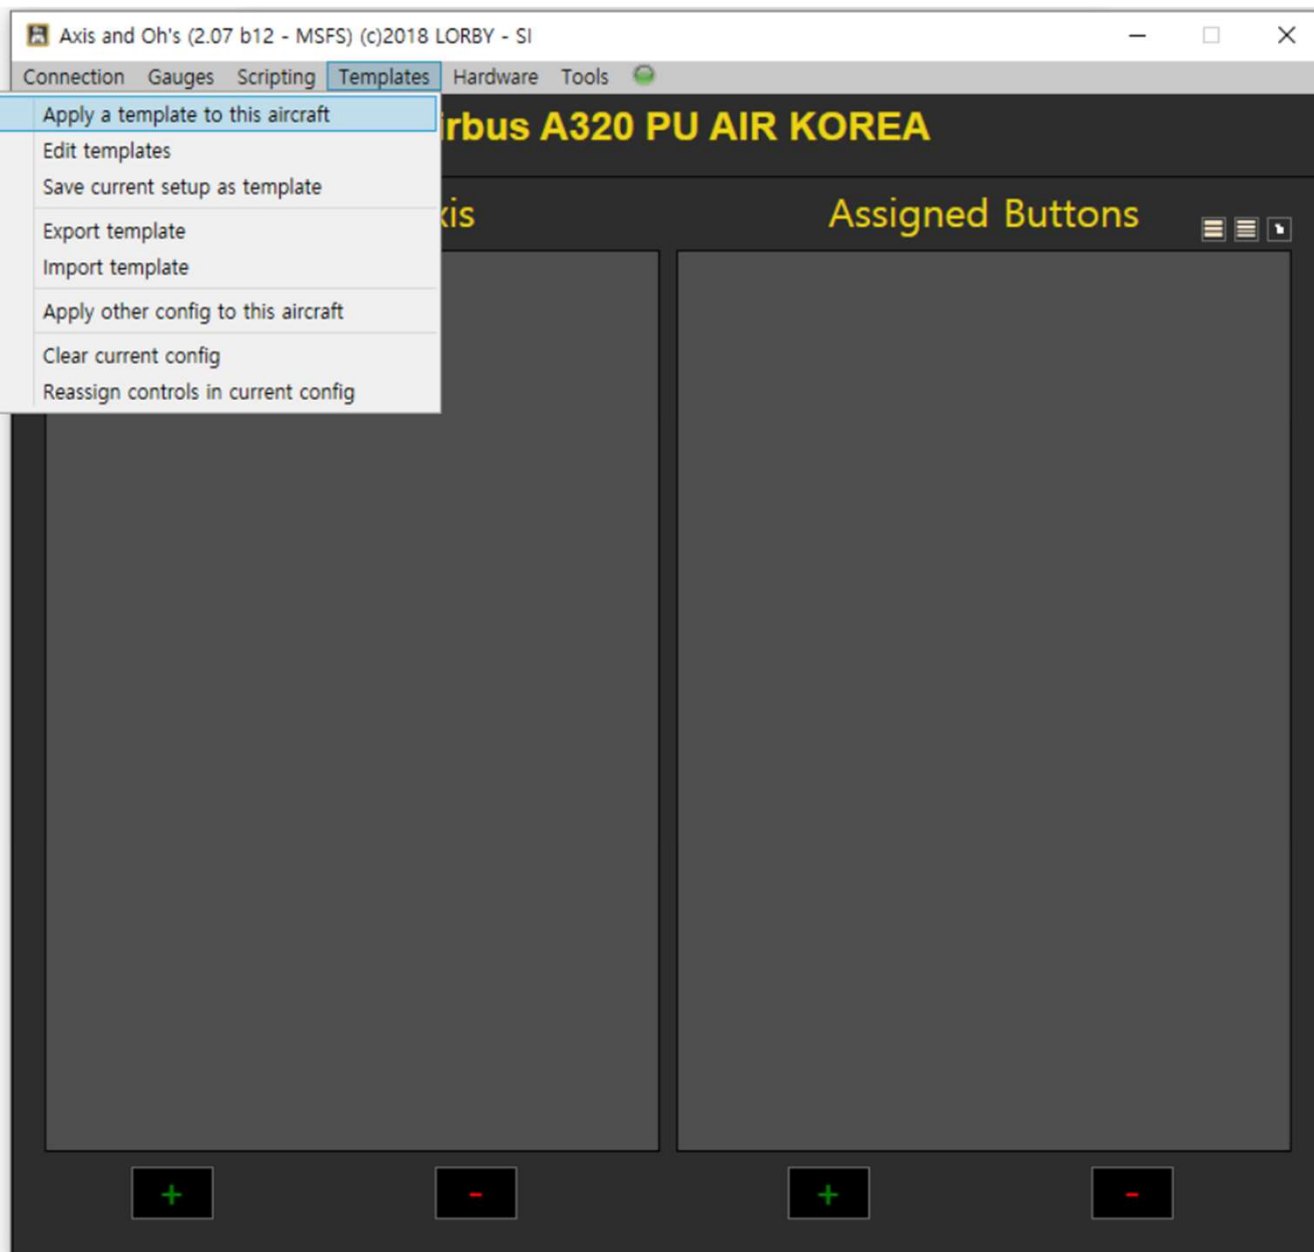 Axis and Oh's (2.07 b12 - MSFS) (c)2018 LORBY - SI
Connection Gauges Scripting Templates Hardware Tools
Apply a template to this aircraft
Edit templates
Save current setup as template
Export template
Import template
Apply other config to this aircraft
Clear current config
Reassign controls in current config
irbus A320 PU AIR KOREA
xis
Assigned Buttons
+ - + -